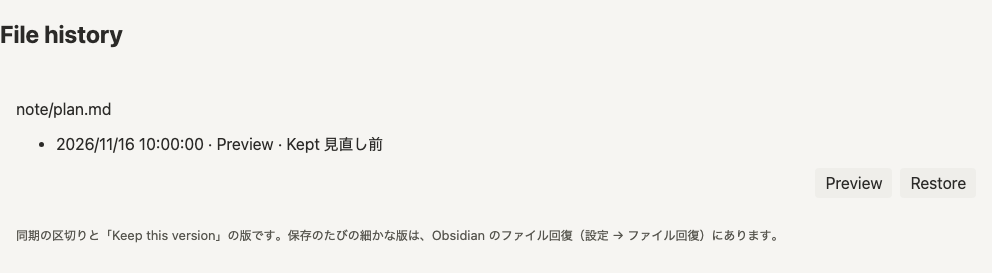 File history
note/plan.md
• 2026/11/16 10:00:00 · Preview · Kept 見直し前
Preview Restore
同期の区切りと「Keep this version」の版です。保存のたびの細かな版は、Obsidian のファイル回復（設定 → ファイル回復）にあります。